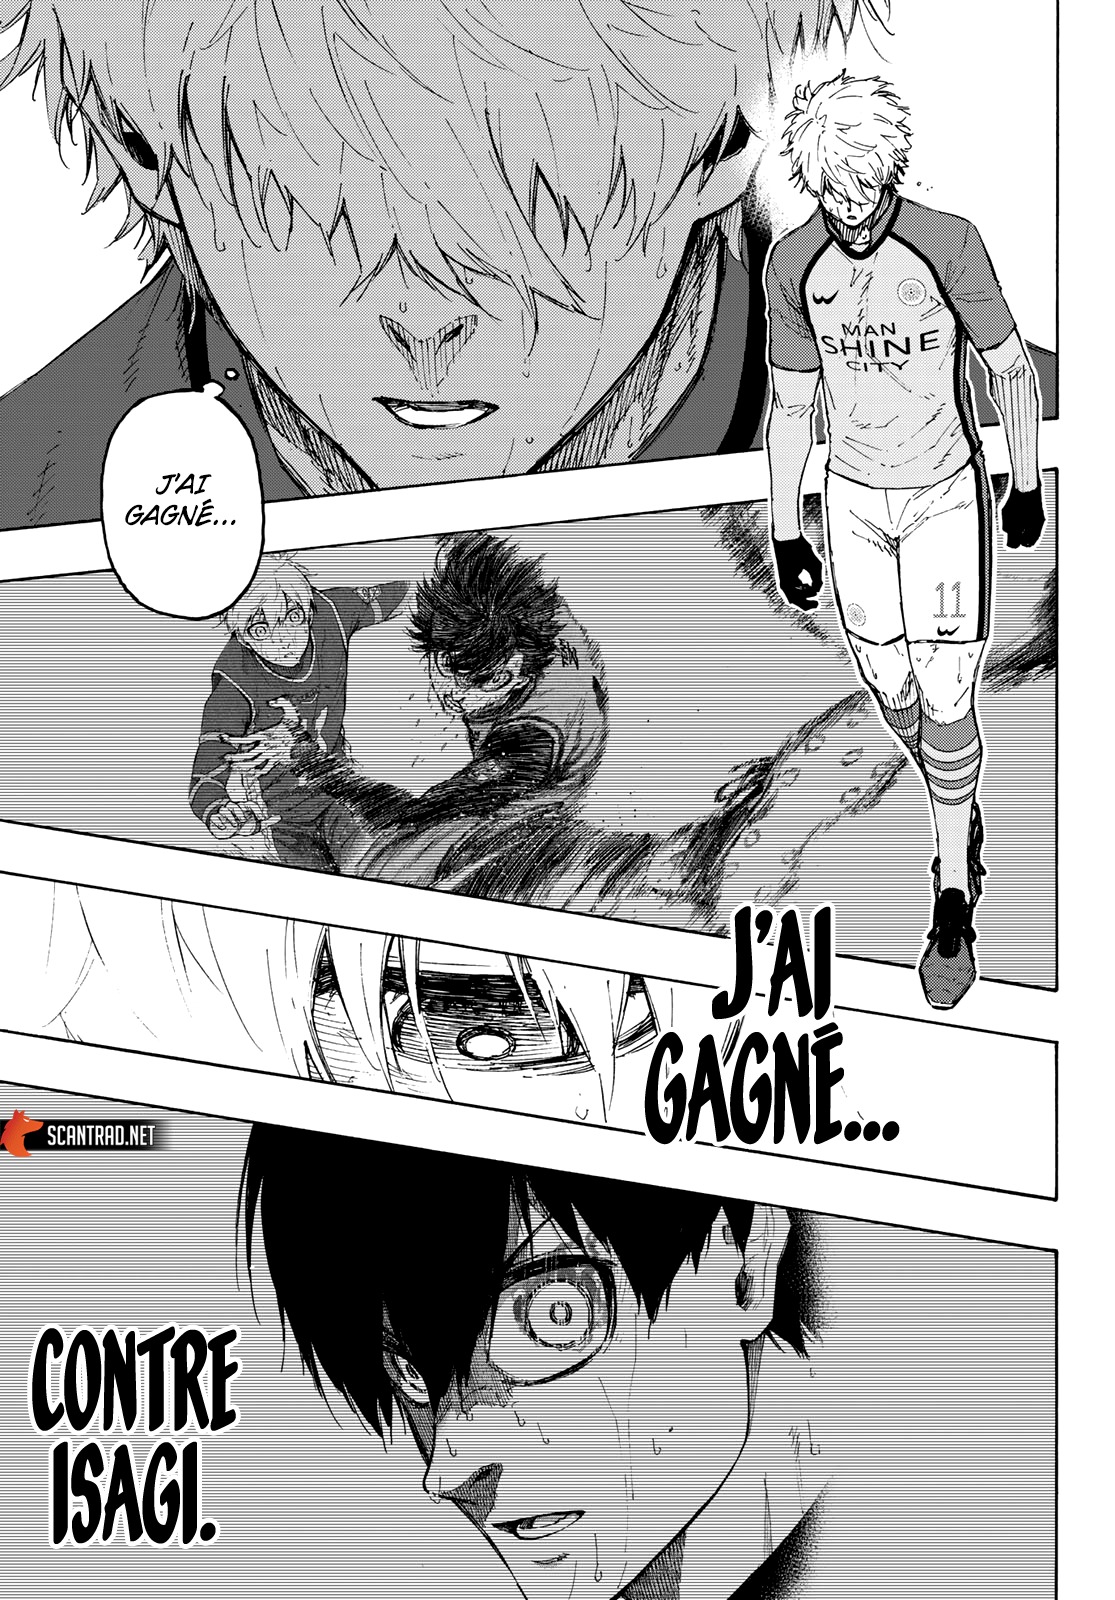 MAN
SHINE
CITY
J'AI
GAGNÉ...
11
J'AI
GAGNÉ...
SCANTRAD.NET
CONTRE
ISAGI.